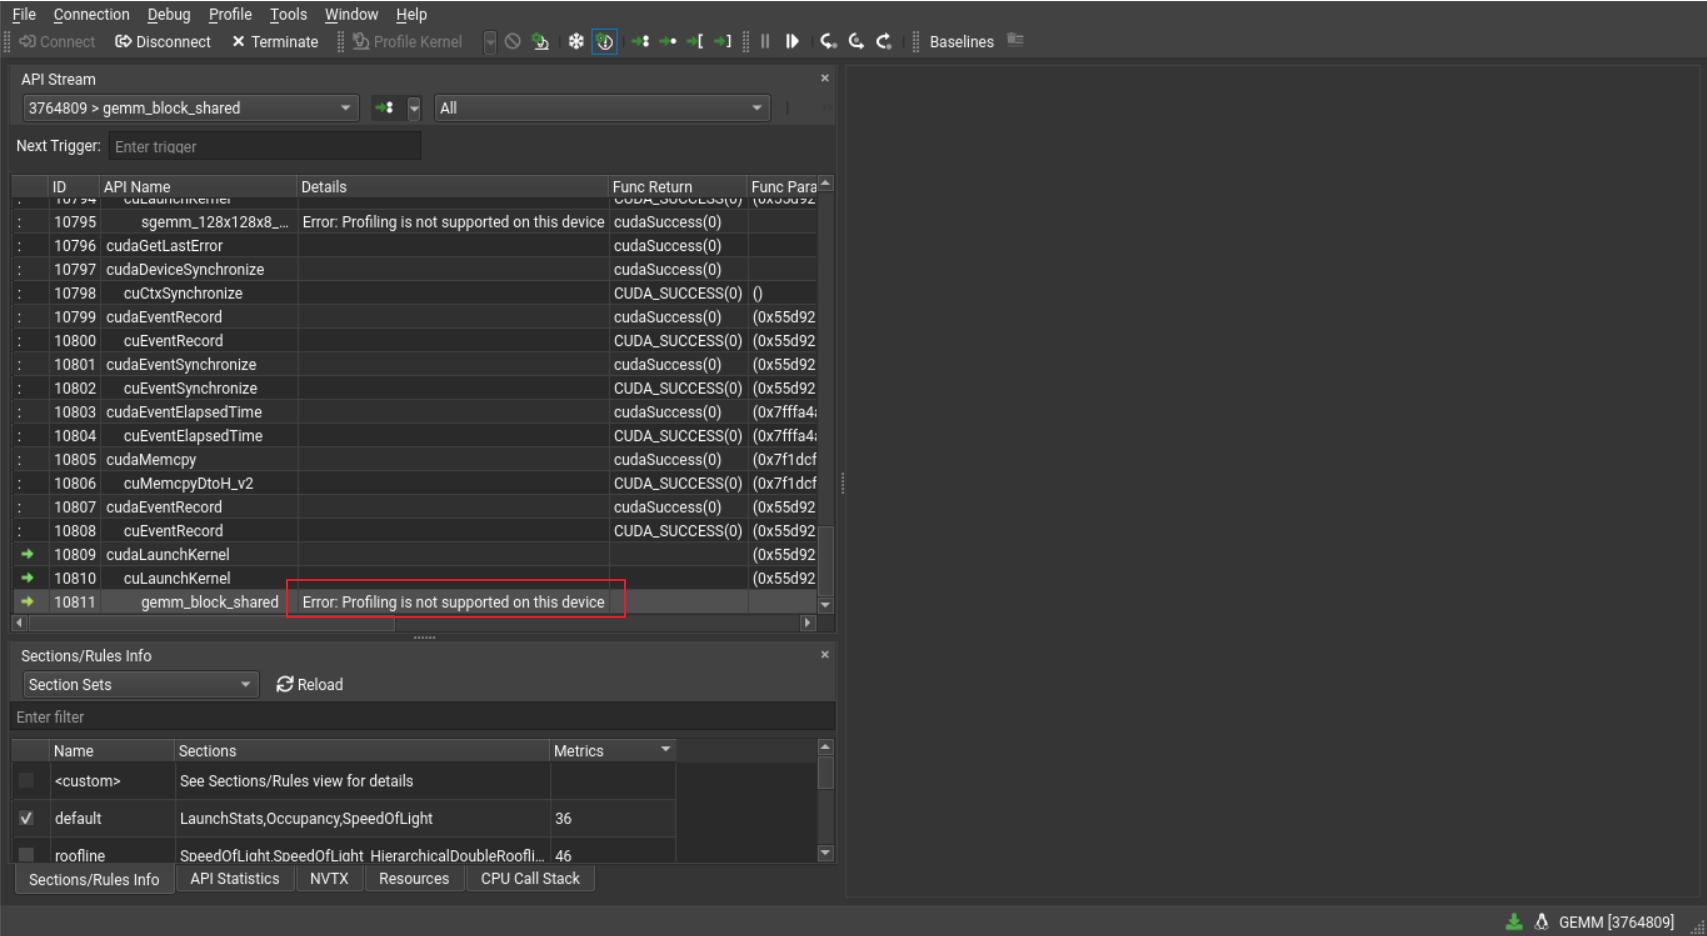 File Connection Debug Profile Tools Window Help
Connect Disconnect Terminate Profile Kernel Baselines
API Stream
3764809 > gemm_block_shared All
Next Trigger: Enter trigger
ID API Name Details Func Return Func Para
10794 cuLaunchKernel CUDA_SUCCESS(0) (0x55d92
10795 sgemm_128x128x8_... Error: Profiling is not supported on this device cudaSuccess(0)
10796 cudaGetLastError cudaSuccess(0)
10797 cudaDeviceSynchronize cudaSuccess(0)
10798 cuCtxSynchronize CUDA_SUCCESS(0) ()
10799 cudaEventRecord cudaSuccess(0) (0x55d92
10800 cuEventRecord CUDA_SUCCESS(0) (0x55d92
10801 cudaEventSynchronize cudaSuccess(0) (0x55d92
10802 cuEventSynchronize CUDA_SUCCESS(0) (0x55d92
10803 cudaEventElapsedTime cudaSuccess(0) (0x7fffa4
10804 cuEventElapsedTime CUDA_SUCCESS(0) (0x7fffa4
10805 cudaMemcpy cudaSuccess(0) (0x7f1dcf
10806 cuMemcpyDtoH_v2 CUDA_SUCCESS(0) (0x7f1dcf
10807 cudaEventRecord cudaSuccess(0) (0x55d92
10808 cuEventRecord CUDA_SUCCESS(0) (0x55d92
10809 cudaLaunchKernel (0x55d92
10810 cuLaunchKernel (0x55d92
10811 gemm_block_shared Error: Profiling is not supported on this device
Sections/Rules Info
Section Sets Reload
Enter filter
Name Sections Metrics
<custom> See Sections/Rules view for details
default LaunchStats,Occupancy,SpeedOfLight 36
roofline SpeedOfLight,SpeedOfLight_HierarchicalDoubleRoofli... 46
Sections/Rules Info API Statistics NVTX Resources CPU Call Stack
GEMM [3764809]